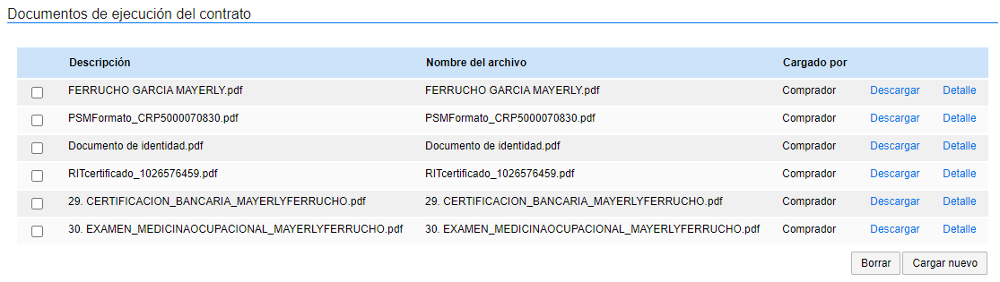 Documentos de ejecución del contrato
Descripción Nombre del archivo Cargado por
FERRUCHO GARCIA MAYERLY.pdf FERRUCHO GARCIA MAYERLY.pdf Comprador Descargar Detalle
PSMFormato_CRP5000070830.pdf PSMFormato_CRP5000070830.pdf Comprador Descargar Detalle
Documento de identidad.pdf Documento de identidad.pdf Comprador Descargar Detalle
RITcertificado_1026576459.pdf RITcertificado_1026576459.pdf Comprador Descargar Detalle
29. CERTIFICACION_BANCARIA_MAYERLYFERRUCHO.pdf 29. CERTIFICACION_BANCARIA_MAYERLYFERRUCHO.pdf Comprador Descargar Detalle
30. EXAMEN_MEDICINAOCUPACIONAL_MAYERLYFERRUCHO.pdf 30. EXAMEN_MEDICINAOCUPACIONAL_MAYERLYFERRUCHO.pdf Comprador Descargar Detalle
Borrar Cargar nuevo